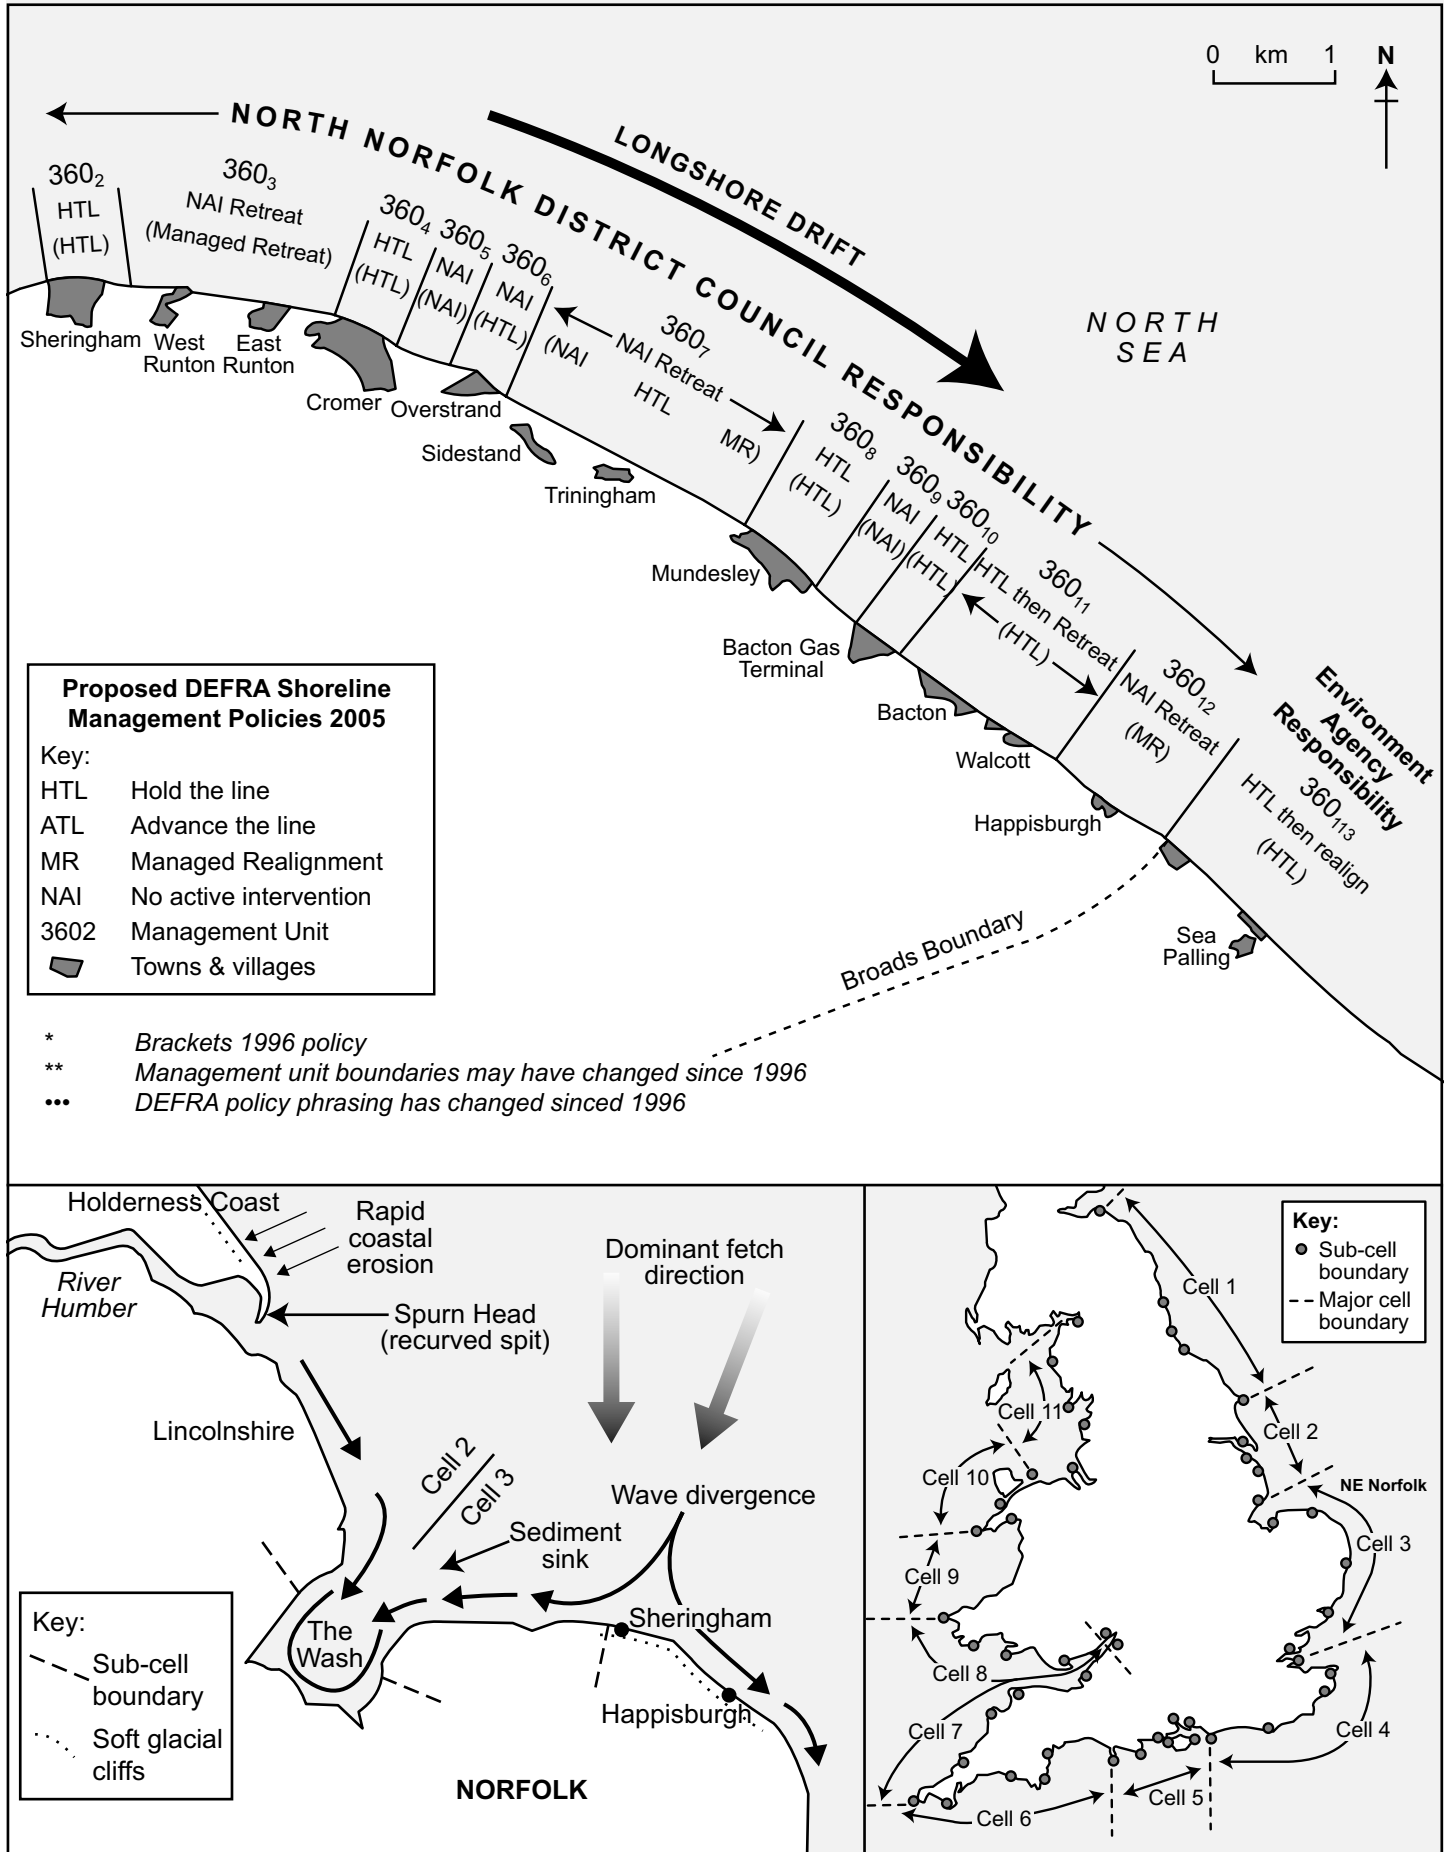 0 km 1
N
NORTH NORFOLK DISTRICT COUNCIL RESPONSIBILITY
LONGSHORE DRIFT
NORTH
SEA
360₂
HTL
(HTL)
360₃
NAI Retreat
(Managed Retreat)
360₄
HTL
(HTL)
360₅
NAI
(NAI)
360₆
NAI
(HTL)
360₇
NAI Retreat
(NAI
HTL
MR)
360₈
HTL
(HTL)
360₉
NAI
(NAI)
360₁₀
HTL
(HTL)
360₁₁
HTL then Retreat
(HTL)
360₁₂
NAI Retreat
(MR)
360₁₁₃
HTL then realign
(HTL)
Environment
Agency
Responsibility
Sheringham
West
Runton
East
Runton
Cromer
Overstrand
Sidestand
Triningham
Mundesley
Bacton Gas
Terminal
Bacton
Walcott
Happisburgh
Sea
Palling
Broads Boundary
Proposed DEFRA Shoreline
Management Policies 2005
Key:
HTL Hold the line
ATL Advance the line
MR Managed Realignment
NAI No active intervention
3602 Management Unit
Towns & villages
* Brackets 1996 policy
** Management unit boundaries may have changed since 1996
••• DEFRA policy phrasing has changed sinced 1996
Holderness Coast
Rapid
coastal
erosion
River
Humber
Spurn Head
(recurved spit)
Dominant fetch
direction
Lincolnshire
Cell 2
Cell 3
Wave divergence
Sediment
sink
The
Wash
Sheringham
Happisburgh
NORFOLK
Key:
Sub-cell
boundary
Soft glacial
cliffs
Key:
Sub-cell
boundary
Major cell
boundary
Cell 1
Cell 2
NE Norfolk
Cell 3
Cell 4
Cell 5
Cell 6
Cell 7
Cell 8
Cell 9
Cell 10
Cell 11